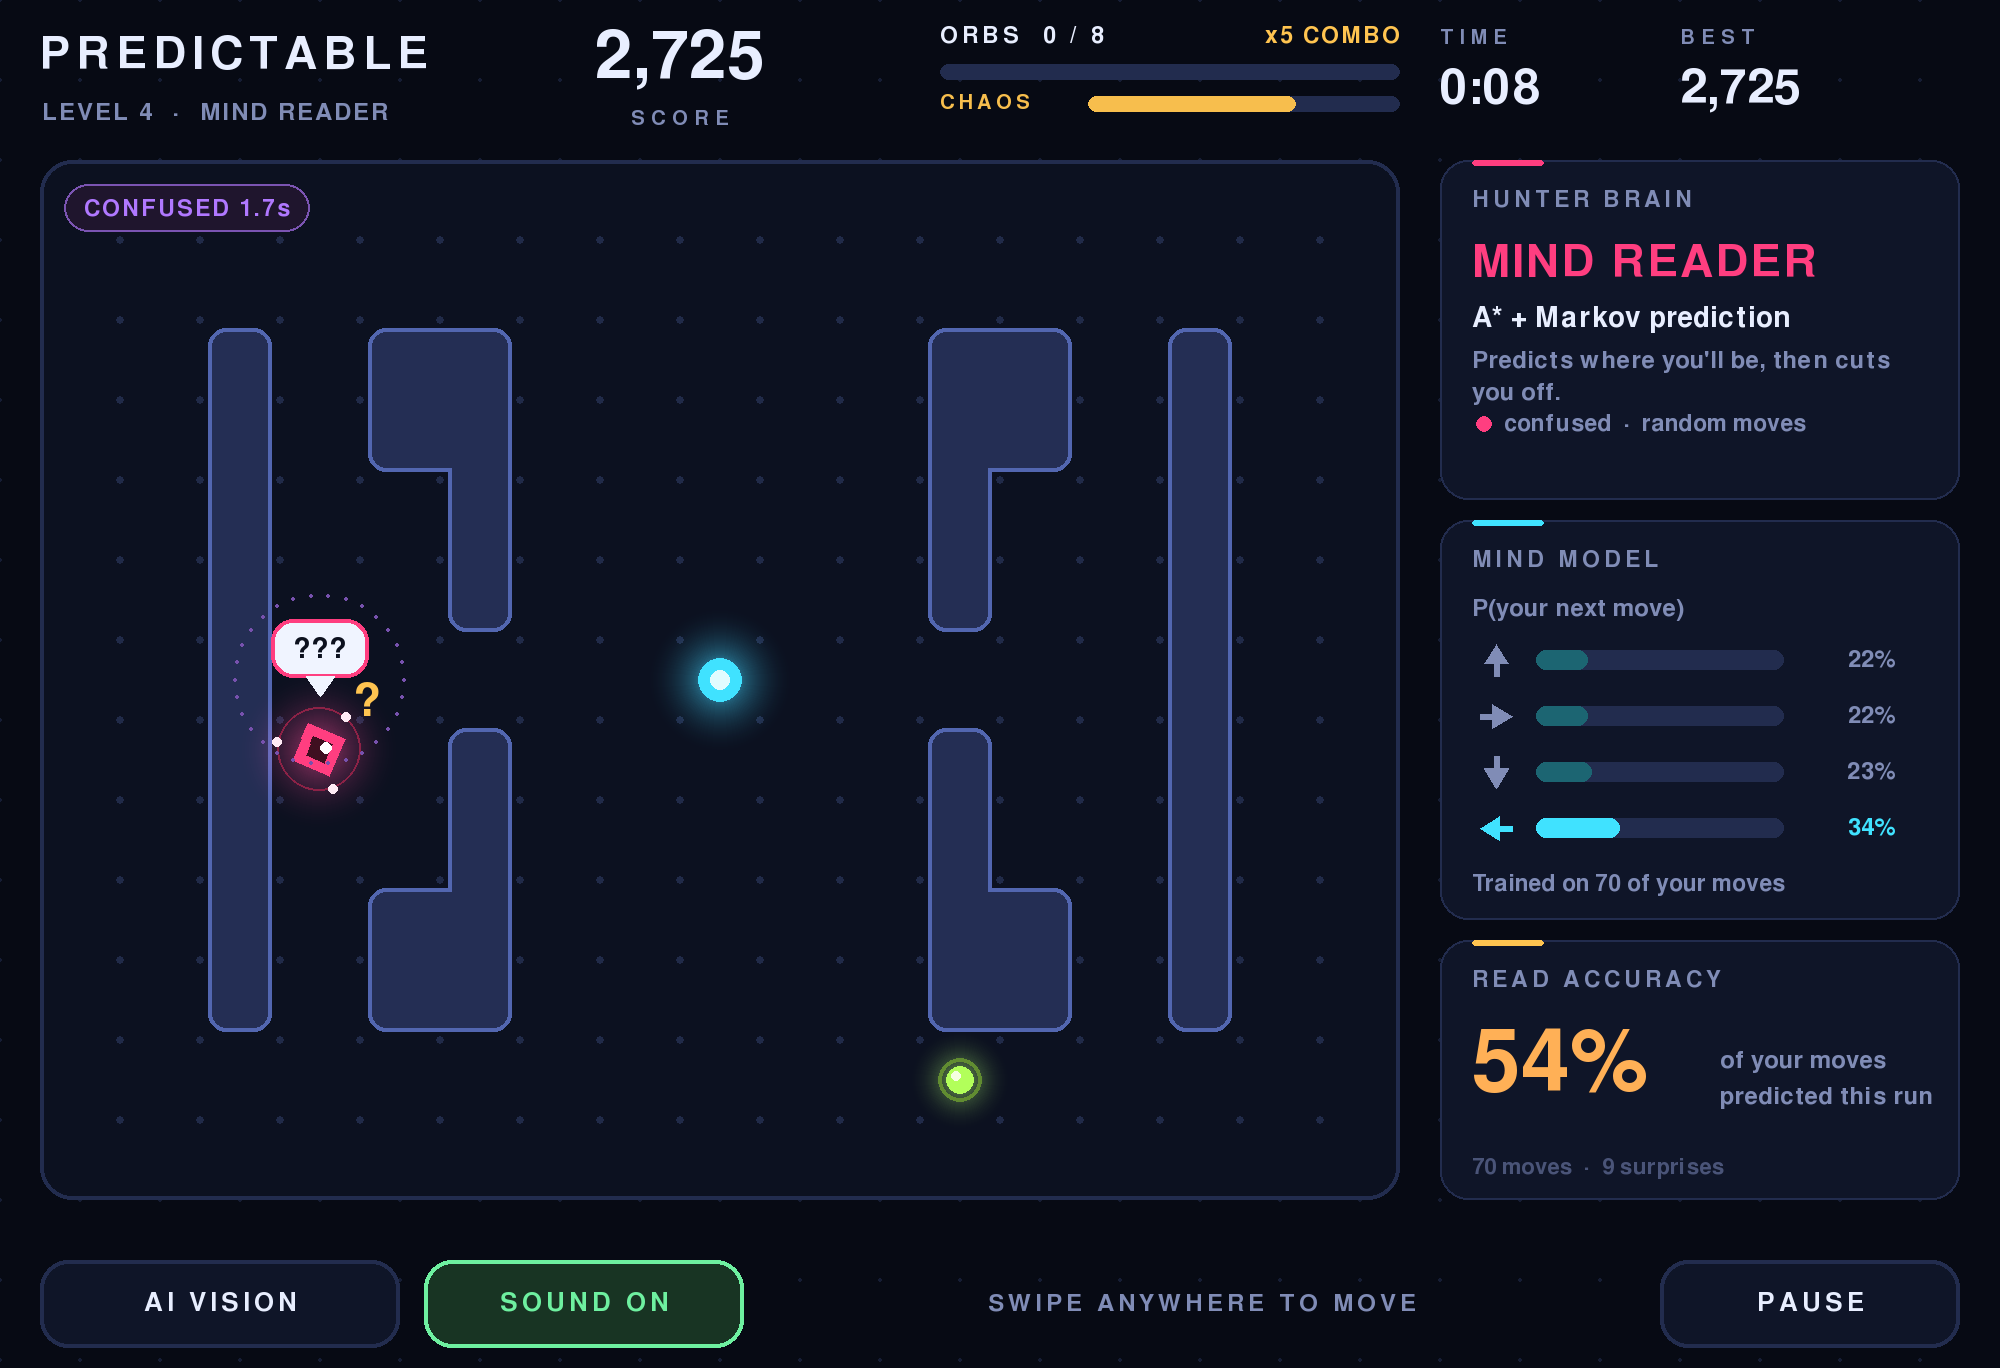 PREDICTABLE
LEVEL 4 · MIND READER
2,725
SCORE
ORBS 0 / 8
x5 COMBO
CHAOS
TIME
0:08
BEST
2,725
CONFUSED 1.7s
???
?
HUNTER BRAIN
MIND READER
A* + Markov prediction
Predicts where you'll be, then cuts
you off.
confused · random moves
MIND MODEL
P(your next move)
22%
22%
23%
34%
Trained on 70 of your moves
READ ACCURACY
54%
of your moves
predicted this run
70 moves · 9 surprises
AI VISION
SOUND ON
SWIPE ANYWHERE TO MOVE
PAUSE